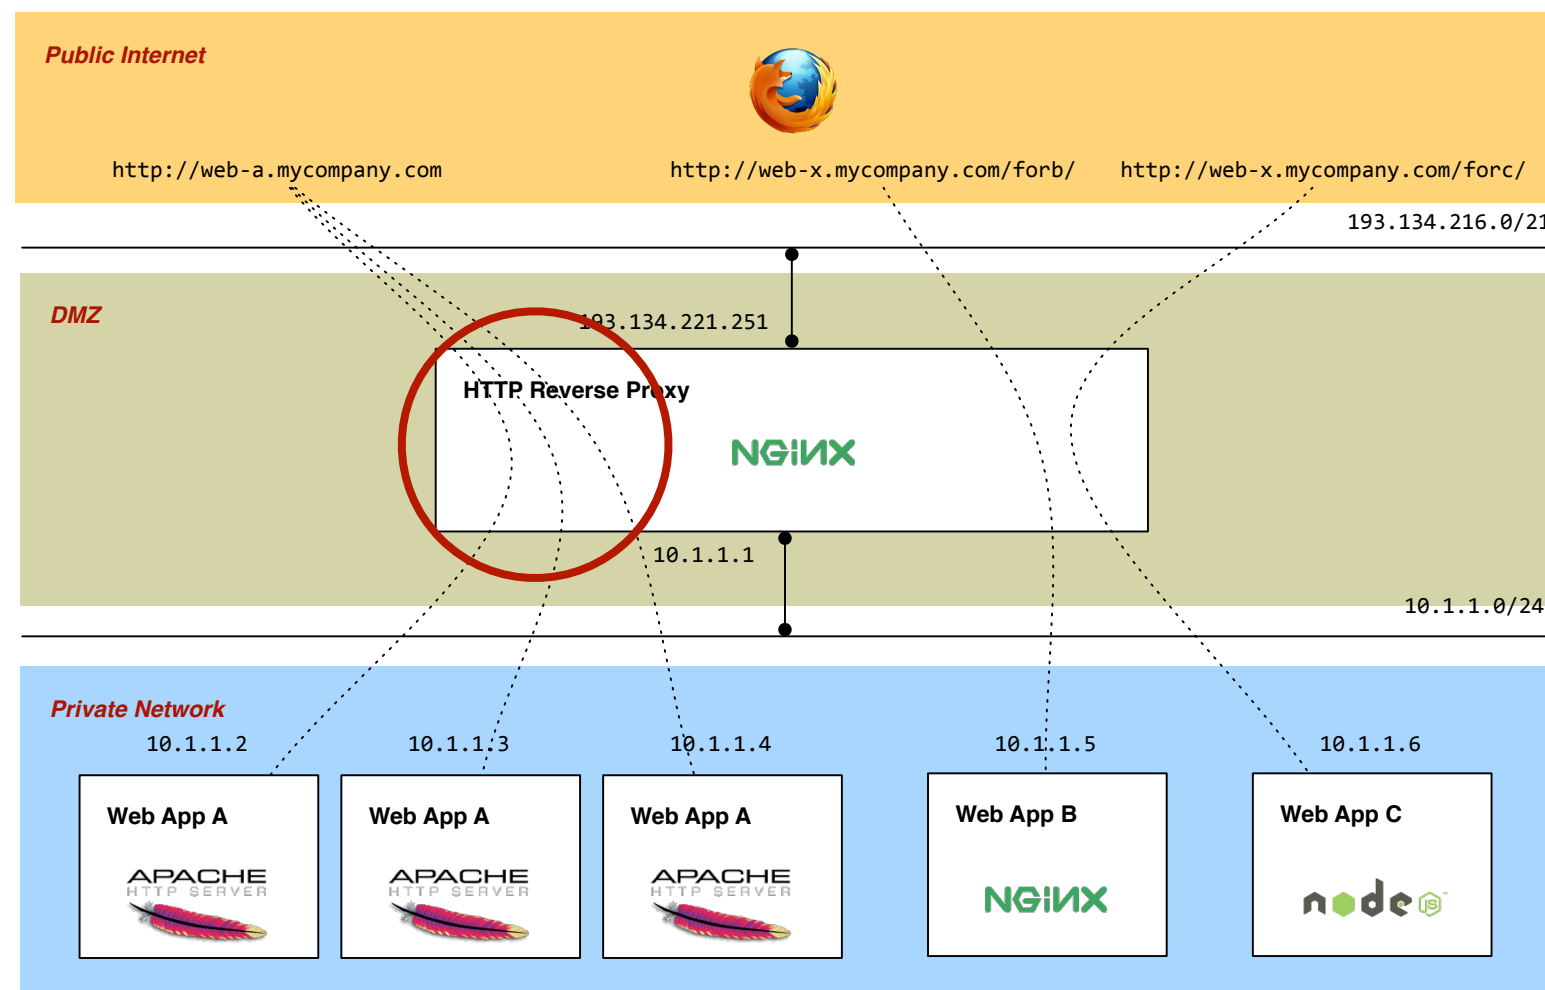 Public Internet
http://web-a.mycompany.com
http://web-x.mycompany.com/forb/
http://web-x.mycompany.com/forc/
193.134.216.0/21
DMZ
193.134.221.251
HTTP Reverse Proxy
NGINX
10.1.1.1
10.1.1.0/24
Private Network
10.1.1.2
10.1.1.3
10.1.1.4
10.1.1.5
10.1.1.6
Web App A
APACHE
HTTP SERVER
Web App A
APACHE
HTTP SERVER
Web App A
APACHE
HTTP SERVER
Web App B
NGINX
Web App C
node JS